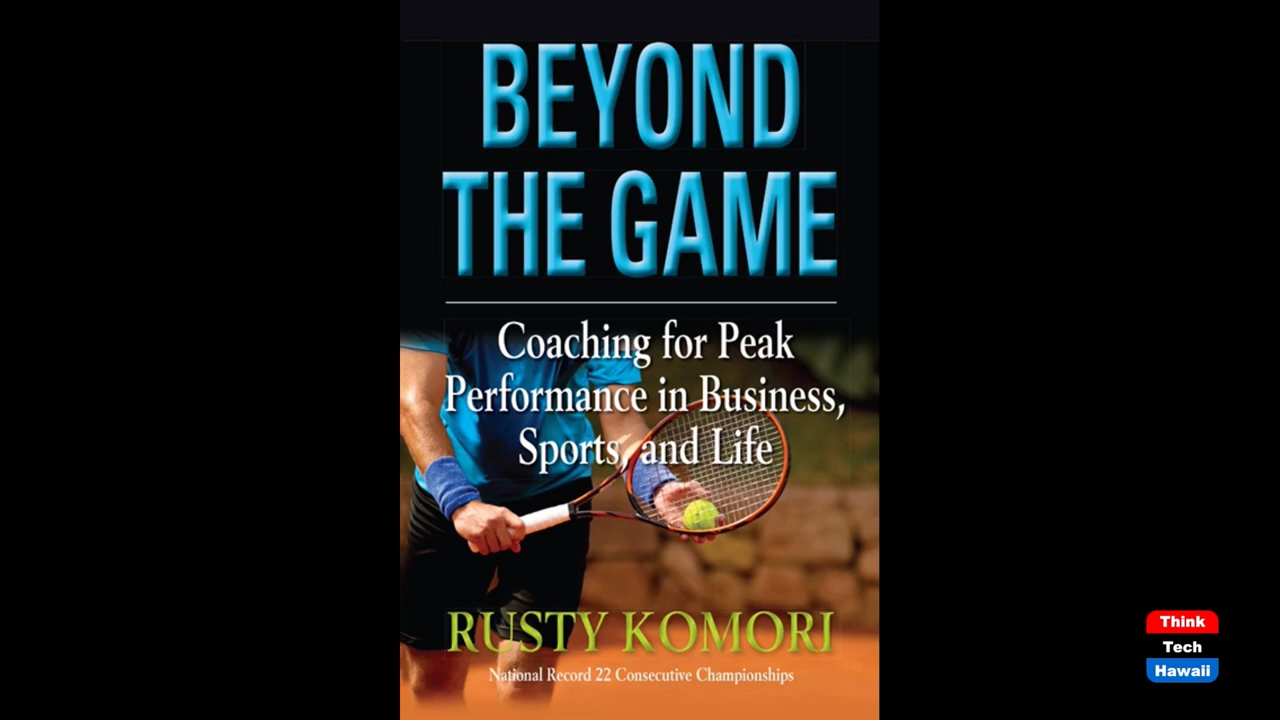 BEYOND
THE GAME
Coaching for Peak
Performance in Business,
Sports, and Life
RUSTY KOMORI
National Record 22 Consecutive Championships
Think
Tech
Hawaii